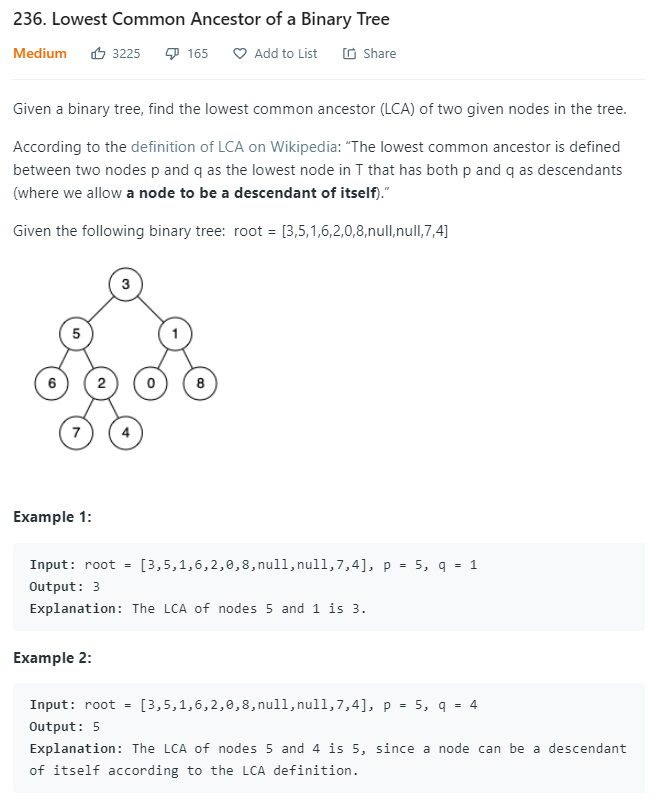 236. Lowest Common Ancestor of a Binary Tree
Medium 3225 165 Add to List Share
Given a binary tree, find the lowest common ancestor (LCA) of two given nodes in the tree.
According to the definition of LCA on Wikipedia: “The lowest common ancestor is defined
between two nodes p and q as the lowest node in T that has both p and q as descendants
(where we allow a node to be a descendant of itself).”
Given the following binary tree:  root = [3,5,1,6,2,0,8,null,null,7,4]
3
5 1
6 2 0 8
7 4
Example 1:
Input: root = [3,5,1,6,2,0,8,null,null,7,4], p = 5, q = 1
Output: 3
Explanation: The LCA of nodes 5 and 1 is 3.
Example 2:
Input: root = [3,5,1,6,2,0,8,null,null,7,4], p = 5, q = 4
Output: 5
Explanation: The LCA of nodes 5 and 4 is 5, since a node can be a descendant
of itself according to the LCA definition.